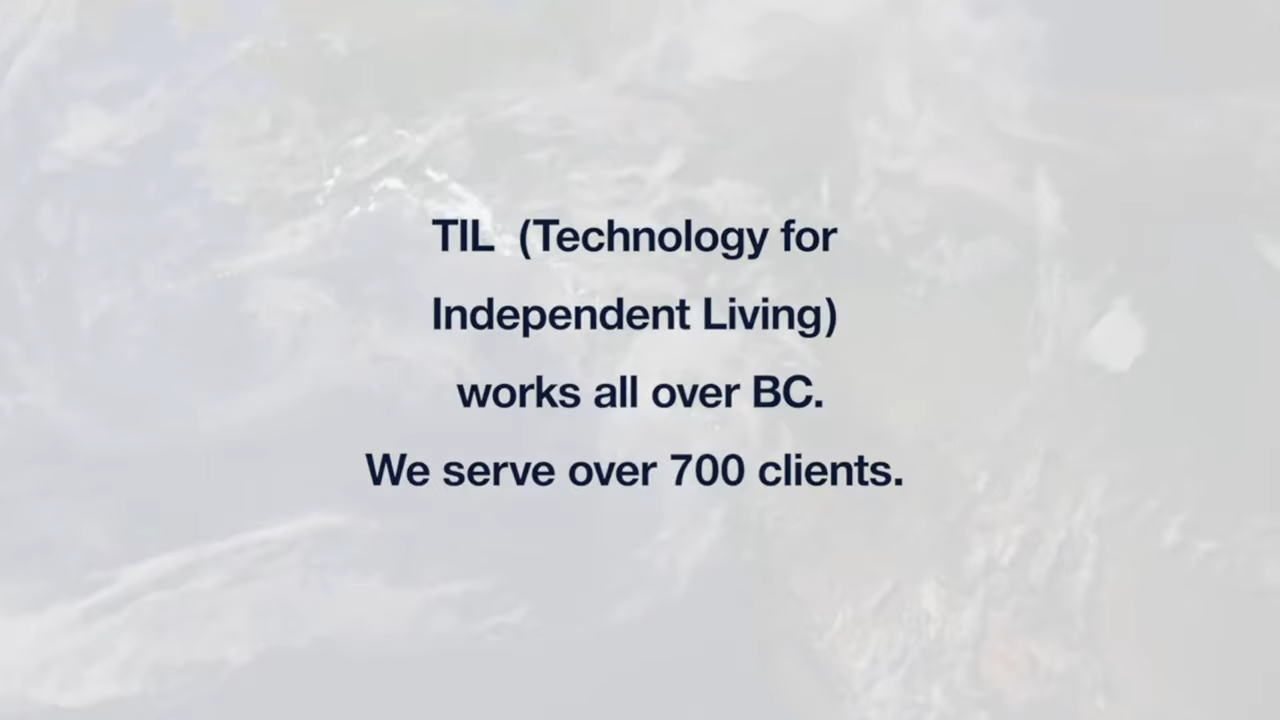 TIL  (Technology for
Independent Living)
works all over BC.
We serve over 700 clients.